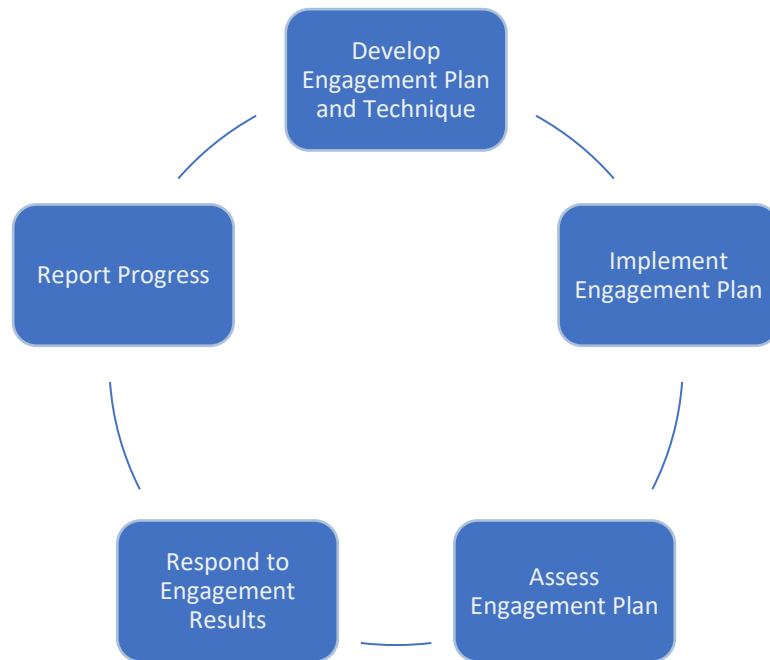 Develop
Engagement Plan
and Technique
Implement
Engagement Plan
Assess
Engagement Plan
Respond to
Engagement
Results
Report Progress